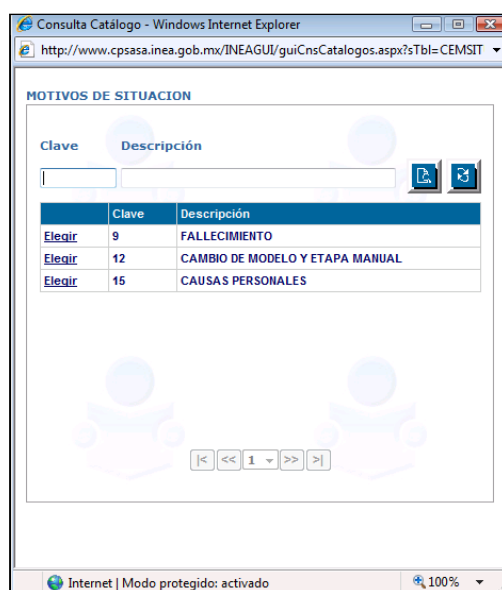 Consulta Catálogo - Windows Internet Explorer
http://www.cpsasa.inea.gob.mx/INEAGUI/guiCnsCatalogos.aspx?sTbl=CEMSIT
MOTIVOS DE SITUACION
Clave Descripción
Clave Descripción
Elegir 9 FALLECIMIENTO
Elegir 12 CAMBIO DE MODELO Y ETAPA MANUAL
Elegir 15 CAUSAS PERSONALES
|< << 1 >> >|
Internet | Modo protegido: activado 100%